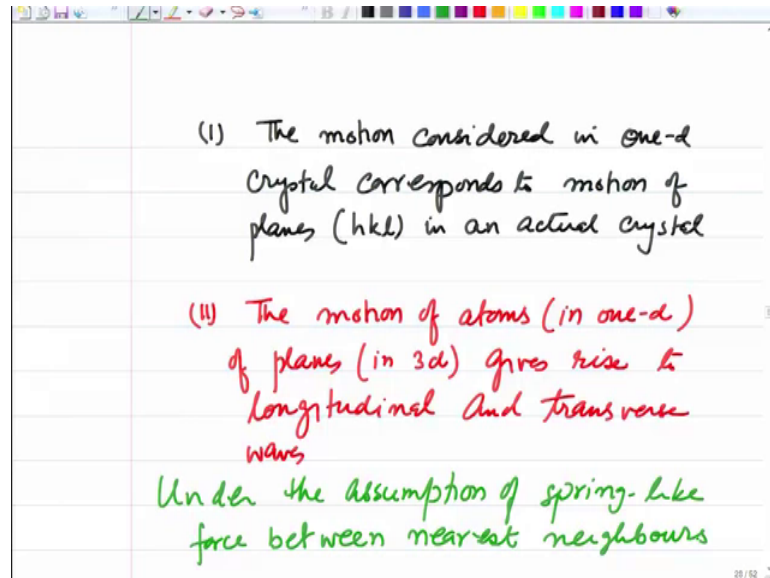 (I) The motion considered in one-d
crystal corresponds to motion of
planes (hkl) in an actual crystal
(II) The motion of atoms (in one-d)
of planes (in 3d) gives rise to
longitudinal and transverse
waves
Under the assumption of spring-like
force between nearest neighbours
25/52